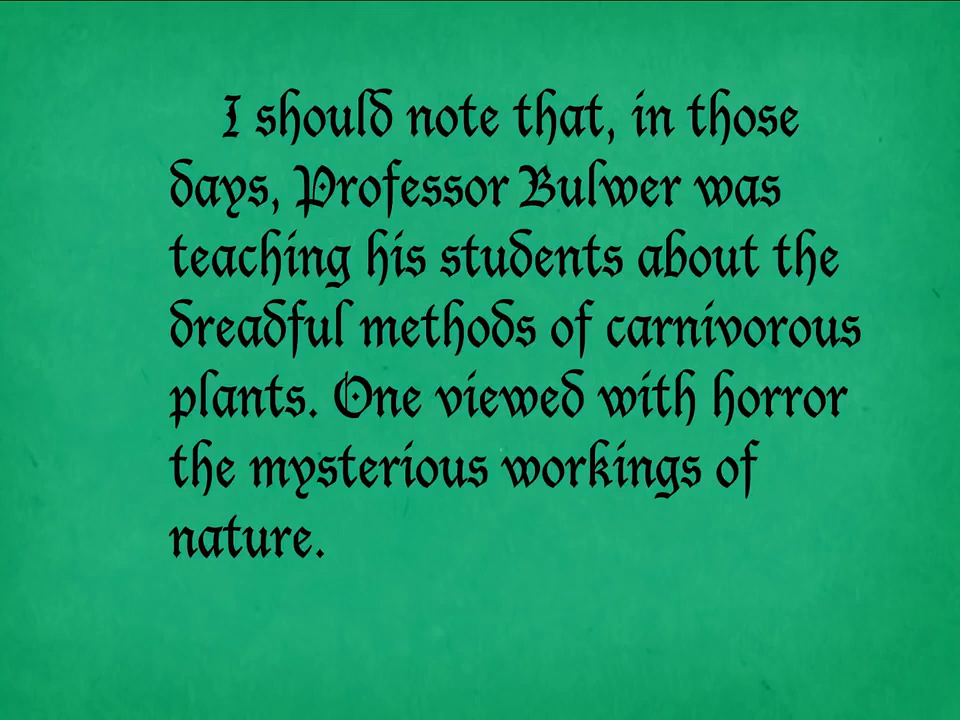 I should note that, in those
days, Professor Bulwer was
teaching his students about the
dreadful methods of carnivorous
plants. One viewed with horror
the mysterious workings of
nature.